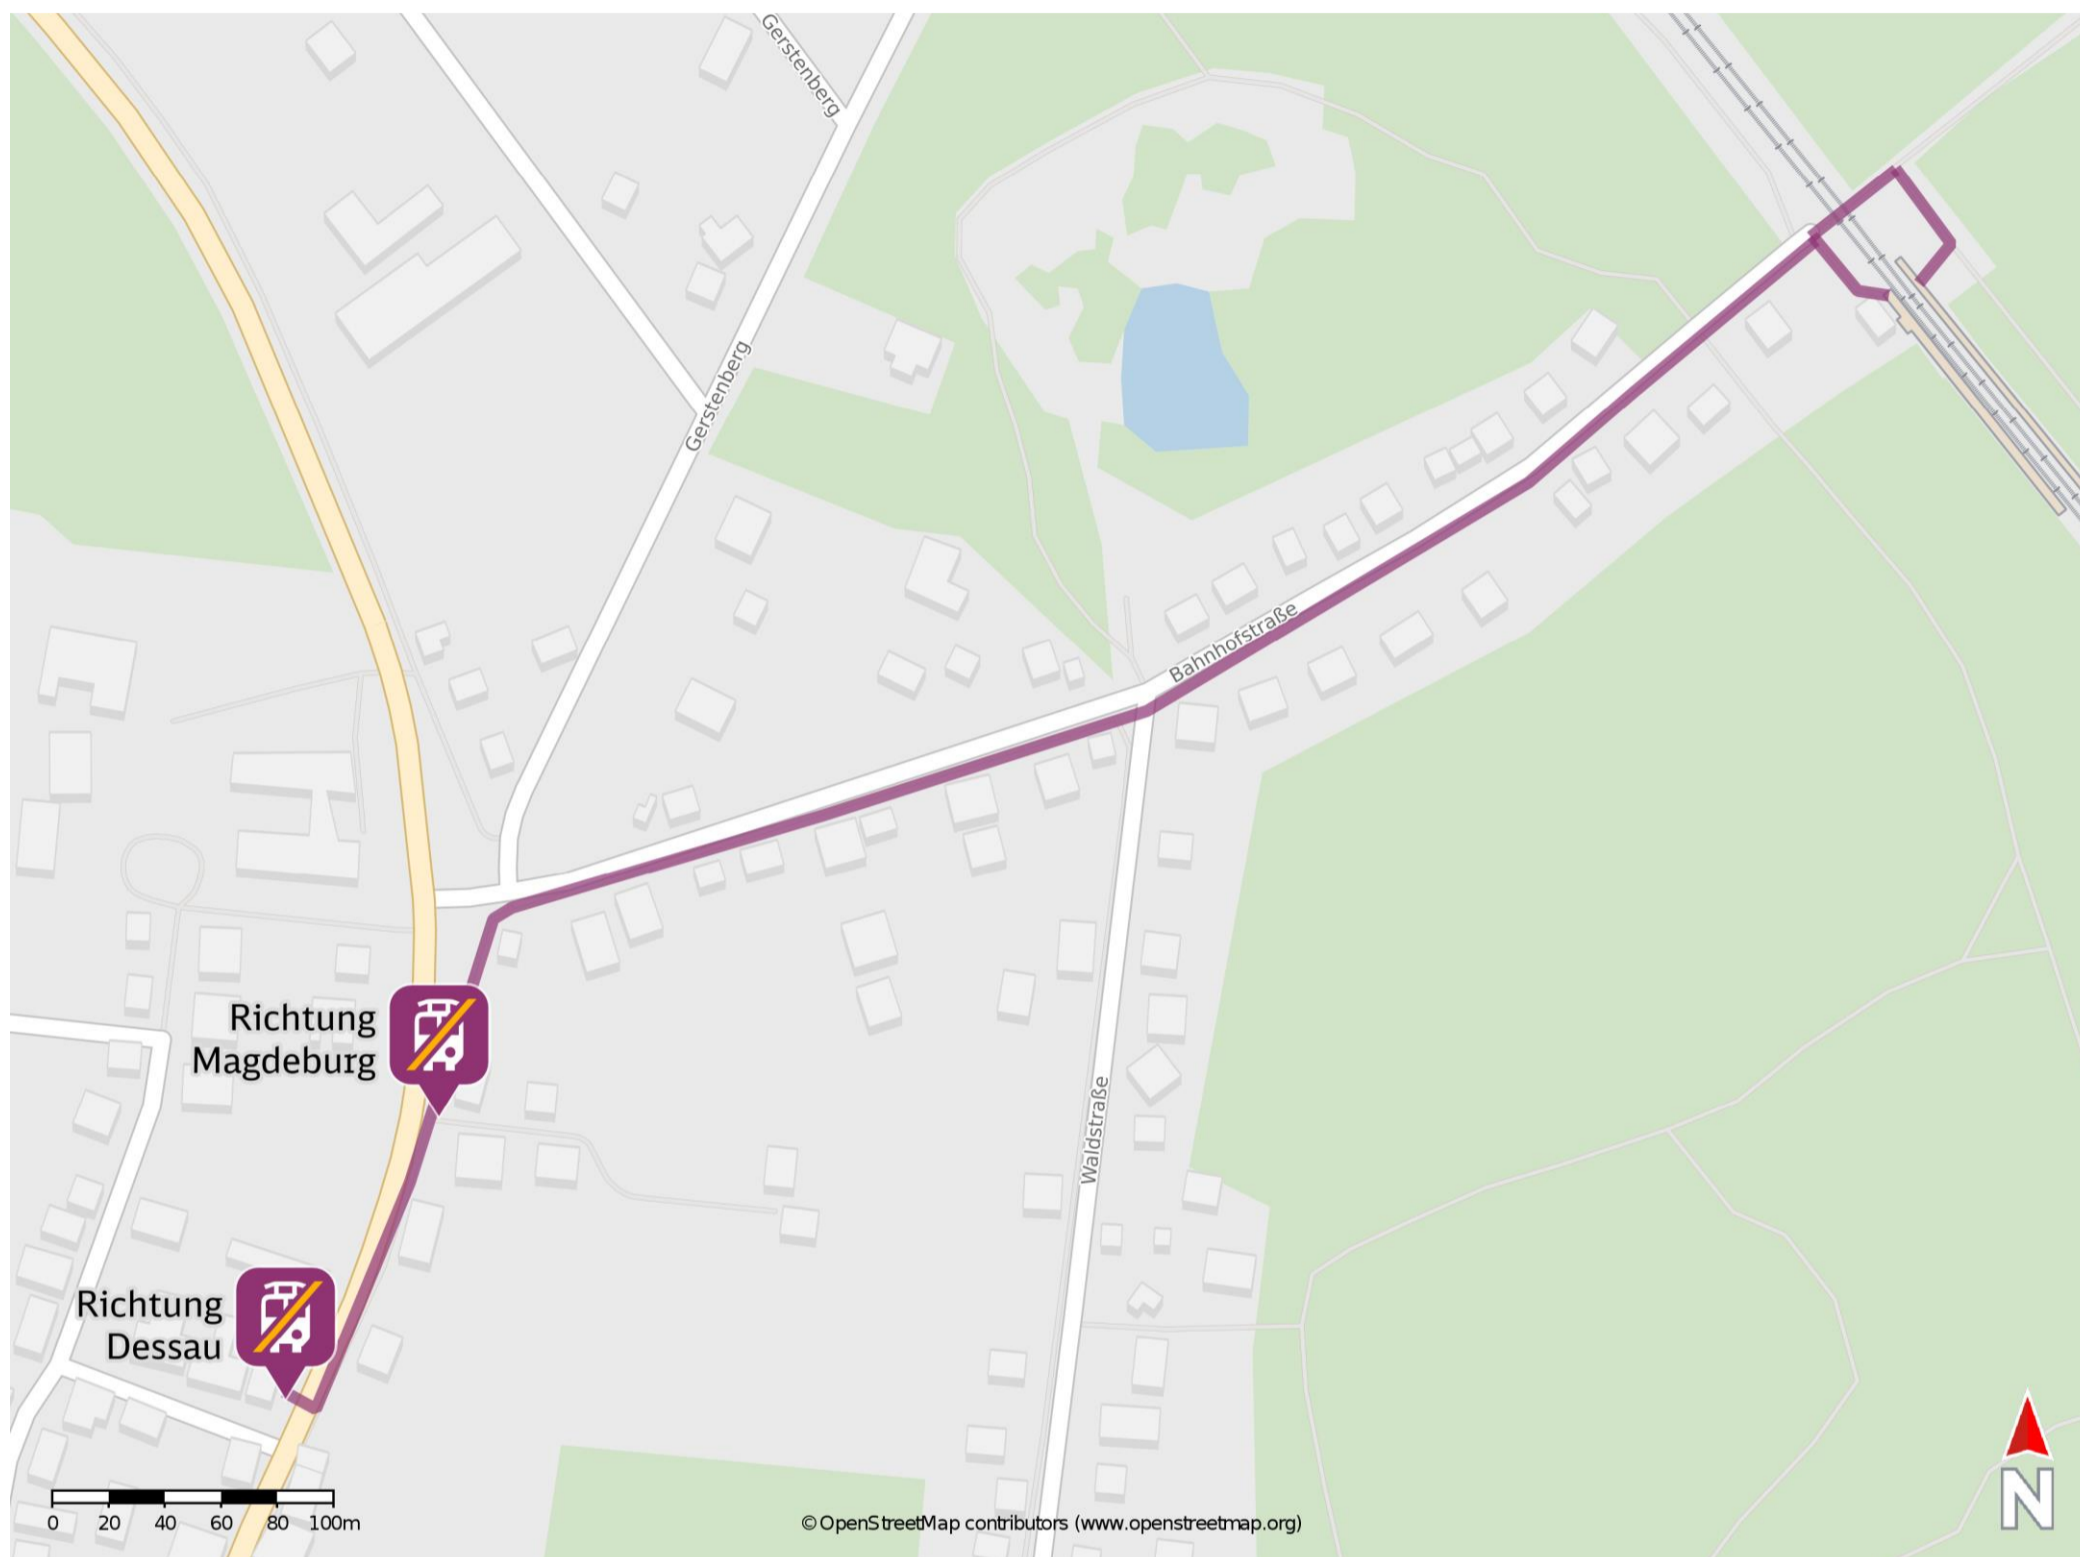 Gerstenberg
Gerstenberg
Bahnhofstraße
Richtung
Magdeburg
Waldstraße
Richtung
Dessau
N
0 20 40 60 80 100m
© OpenStreetMap contributors (www.openstreetmap.org)